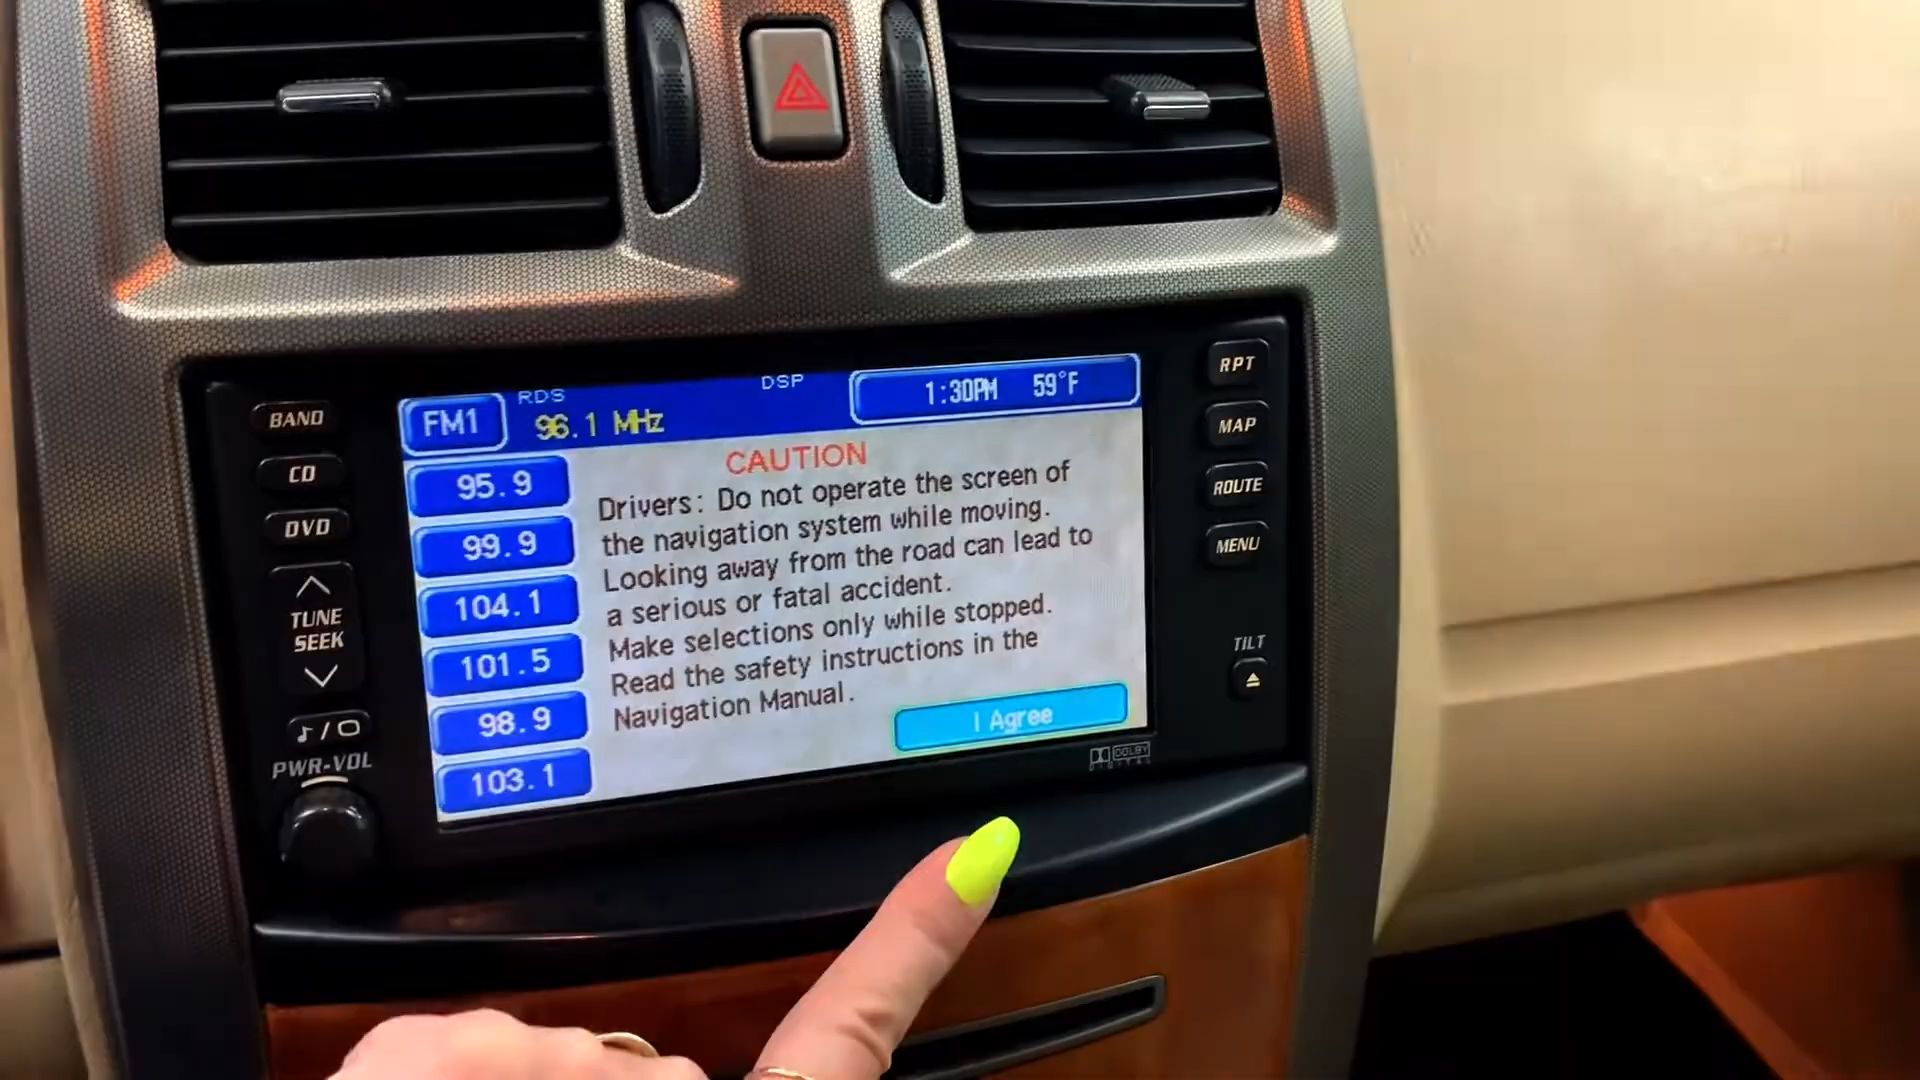 BAND
CD
DVD
TUNE
SEEK
PWR-VOL
FM1
RDS
96.1 MHz
DSP
1:30PM 59°F
95.9
99.9
104.1
101.5
98.9
103.1
CAUTION
Drivers: Do not operate the screen of
the navigation system while moving.
Looking away from the road can lead to
a serious or fatal accident.
Make selections only while stopped.
Read the safety instructions in the
Navigation Manual.
I Agree
DOLBY
DIGITAL
RPT
MAP
ROUTE
MENU
TILT